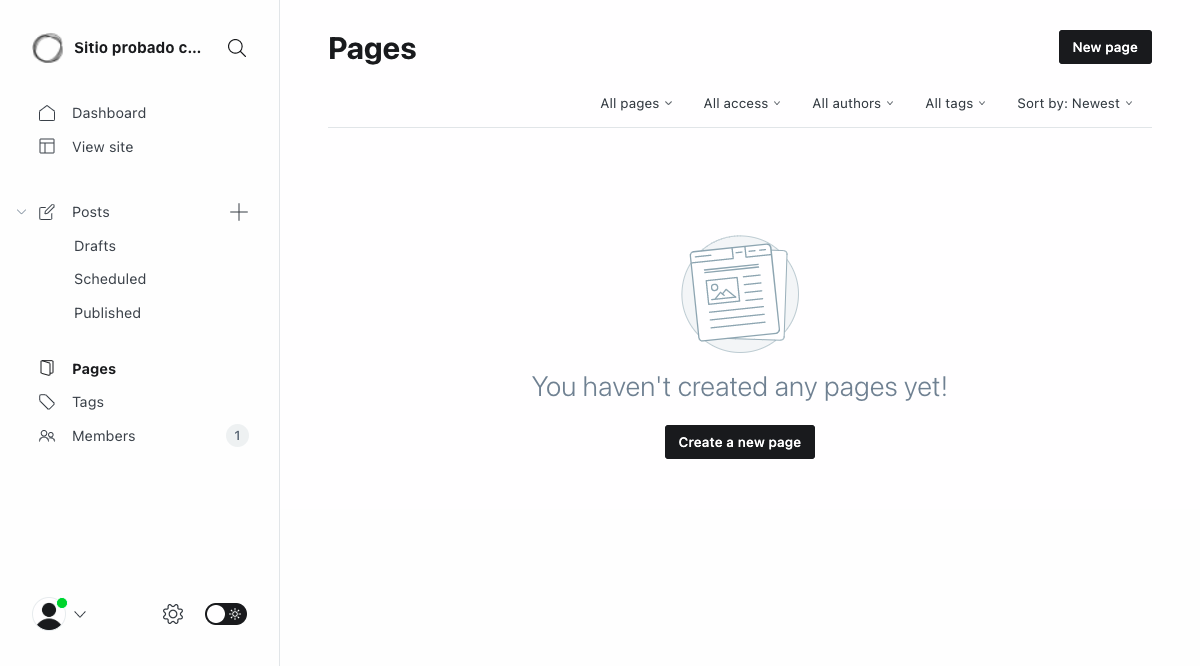 Sitio probado c...
Dashboard
View site
Posts
Drafts
Scheduled
Published
Pages
Tags
Members 1
Pages
New page
All pages All access All authors All tags Sort by: Newest
You haven't created any pages yet!
Create a new page